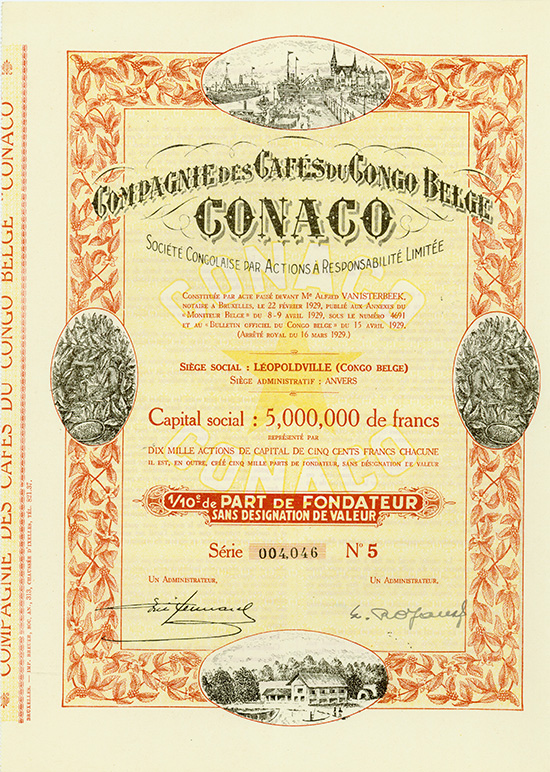 COMPAGNIE DES CAFÉS DU CONGO BELGE
CONACO
SOCIÉTÉ CONGOLAISE PAR ACTIONS À RESPONSABILITÉ LIMITÉE
CONSTITUÉE PAR ACTE PASSÉ DEVANT Me ALFRED VANISTERBEEK,
NOTAIRE A BRUXELLES, LE 22 FÉVRIER 1929, PUBLIÉ AUX ANNEXES DU
« MONITEUR BELGE » DU 8-9 AVRIL 1929, SOUS LE NUMÉRO 4691
ET AU « BULLETIN OFFICIEL DU CONGO BELGE » DU 15 AVRIL 1929.
(ARRÊTÉ ROYAL DU 16 MARS 1929.)
SIÈGE SOCIAL : LÉOPOLDVILLE (CONGO BELGE)
SIÈGE ADMINISTRATIF : ANVERS
Capital social : 5,000,000 de francs
REPRÉSENTÉ PAR
DIX MILLE ACTIONS DE CAPITAL DE CINQ CENTS FRANCS CHACUNE
IL EST, EN OUTRE, CRÉÉ CINQ MILLE PARTS DE FONDATEUR, SANS DÉSIGNATION DE VALEUR
1/10e de PART DE FONDATEUR
SANS DÉSIGNATION DE VALEUR
Série 004.046 No 5
UN ADMINISTRATEUR, UN ADMINISTRATEUR,
COMPAGNIE DES CAFÉS DU CONGO BELGE "CONACO
CONACO
CONACO